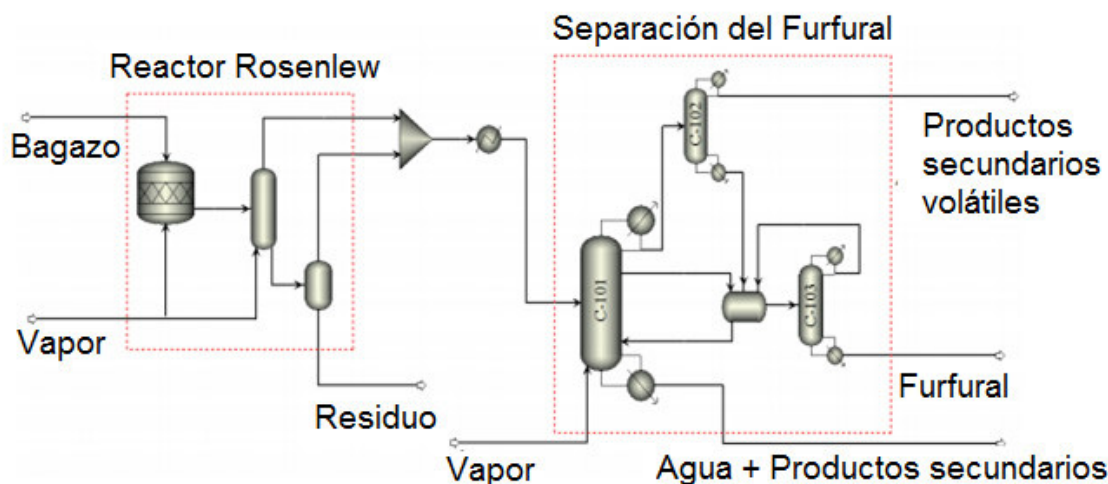 Separación del Furfural
Reactor Rosenlew
Bagazo
C-102
Productos
secundarios
volátiles
C-101
C-103
Vapor
Furfural
Residuo
Vapor
Agua + Productos secundarios